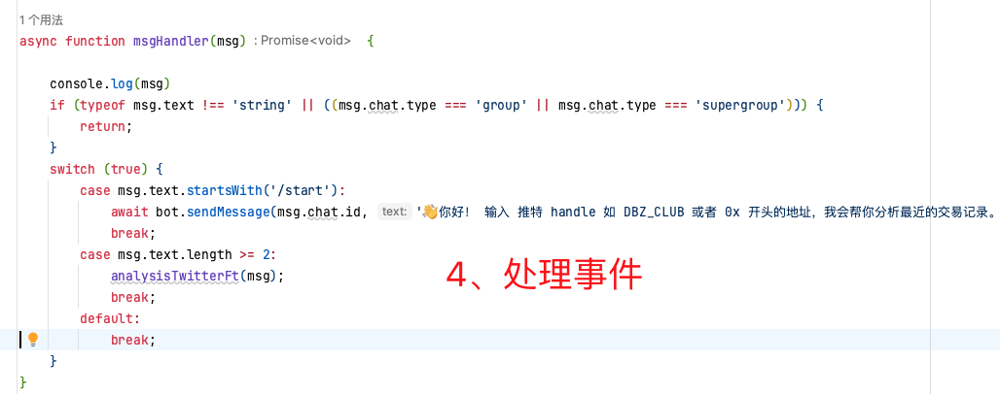 1 个用法
async function msgHandler(msg) : Promise<void> {
console.log(msg)
if (typeof msg.text !== 'string' || ((msg.chat.type === 'group' || msg.chat.type === 'supergroup'))) {
return;
}
switch (true) {
case msg.text.startsWith('/start'):
await bot.sendMessage(msg.chat.id, text: '👋你好！ 输入 推特 handle 如 DBZ_CLUB 或者 0x 开头的地址，我会帮你分析最近的交易记录。
break;
case msg.text.length >= 2:
analysisTwitterFt(msg);
break;
default:
break;
}
}
4、处理事件